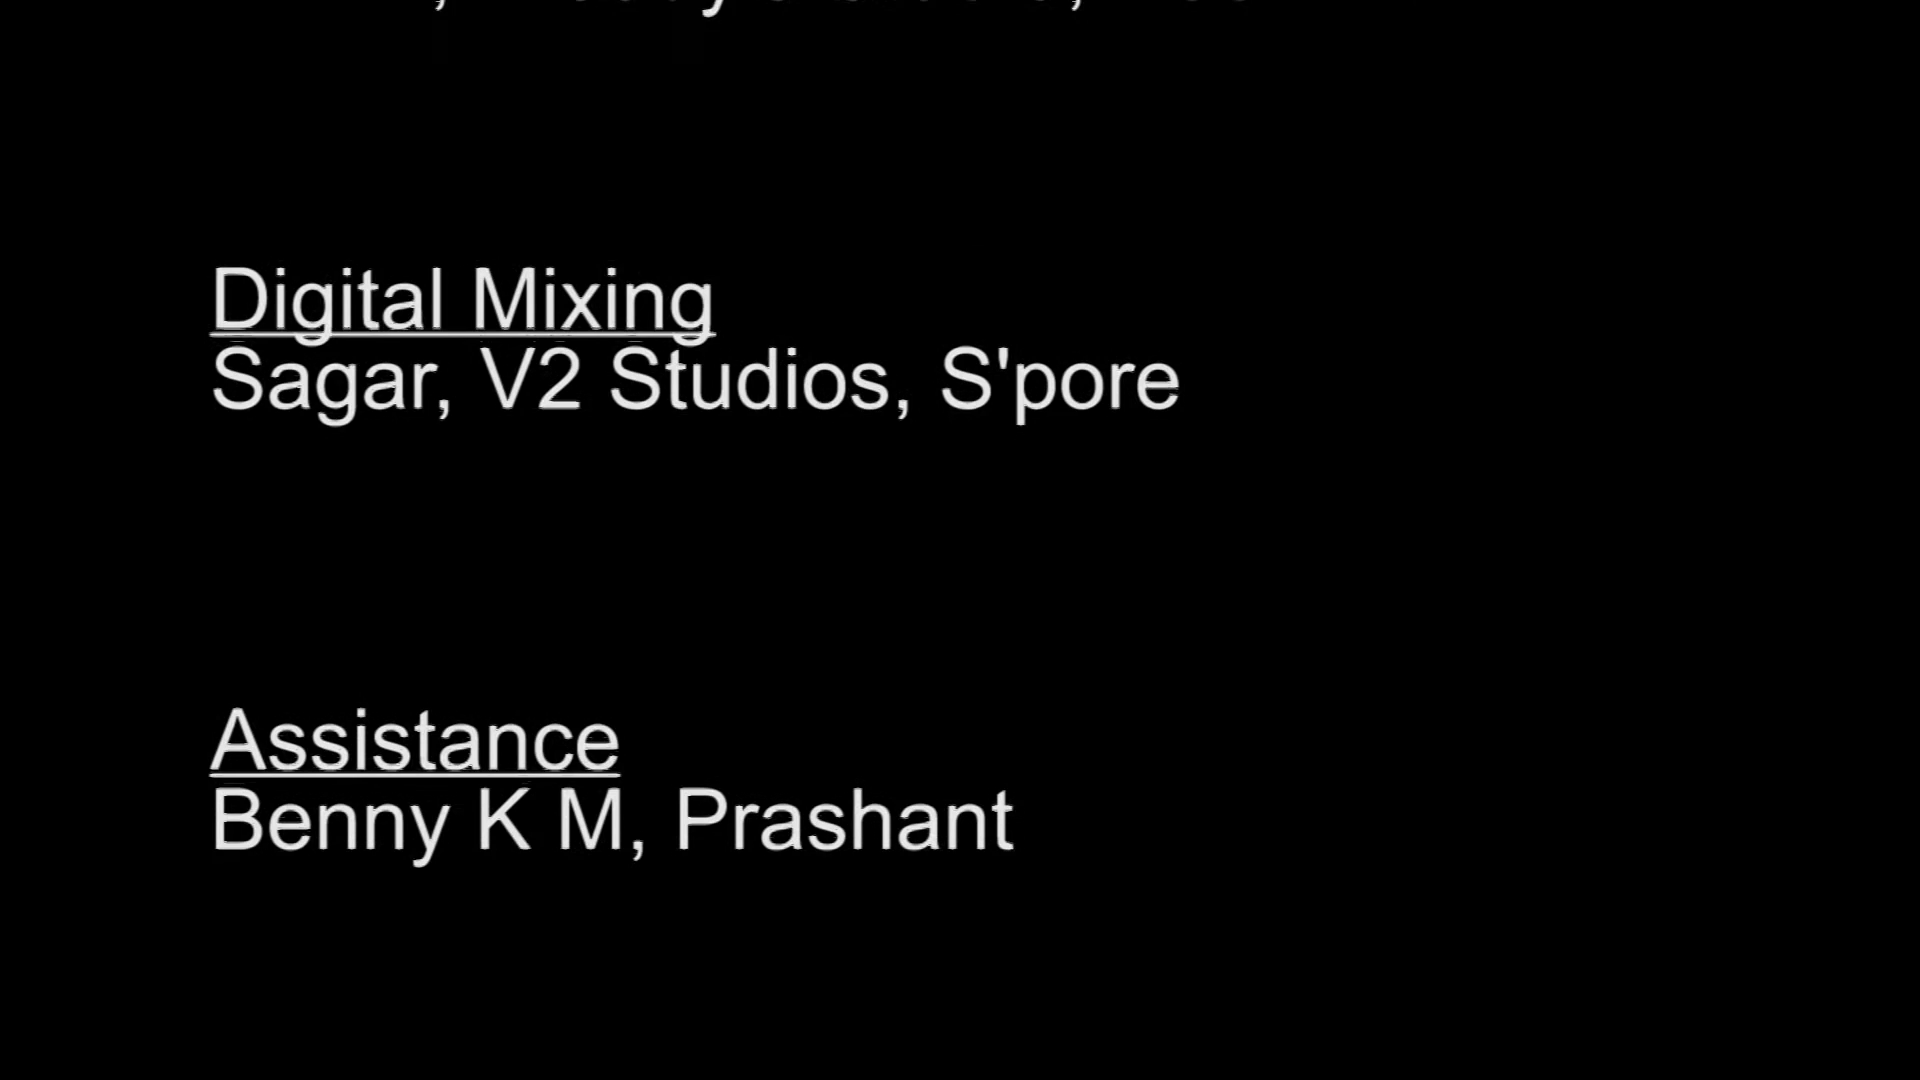 Digital Mixing
Sagar, V2 Studios, S'pore
Assistance
Benny K M, Prashant